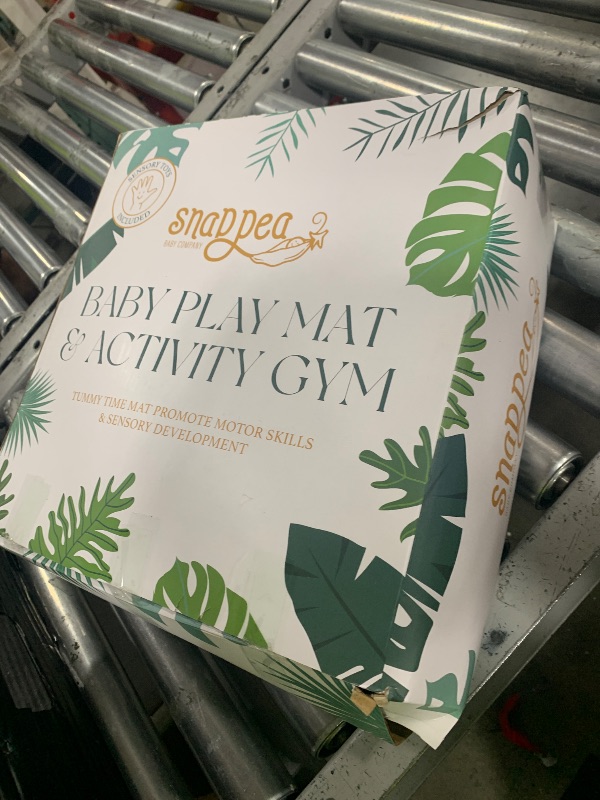 SENSORY TOYS
INCLUDED
snappea
BABY COMPANY
BABY PLAY MAT
& ACTIVITY GYM
TUMMY TIME MAT PROMOTE MOTOR SKILLS
& SENSORY DEVELOPMENT
snappea